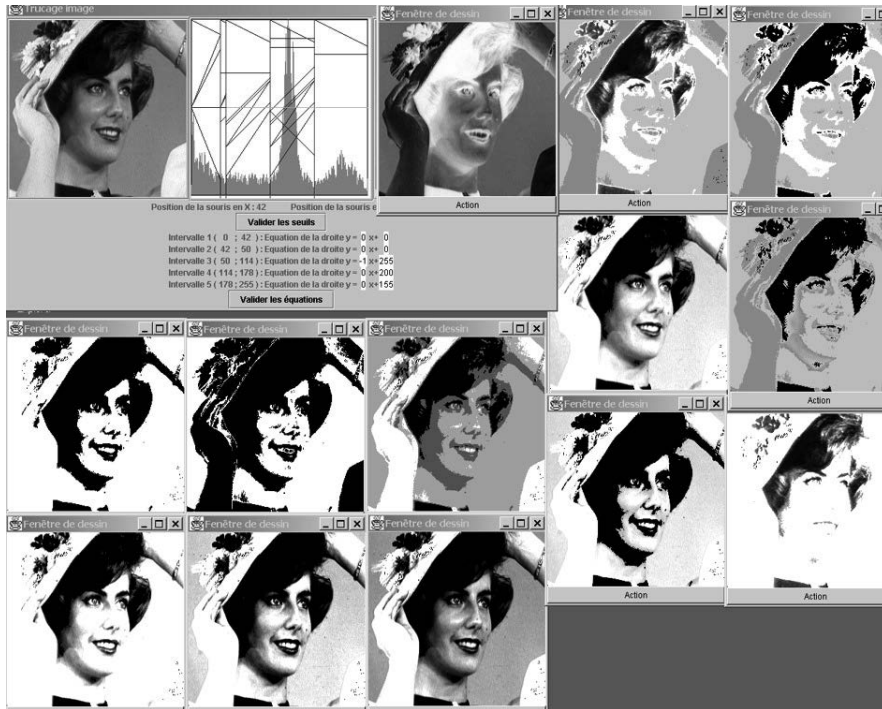 Trucage image
Fenêtre de dessin
Fenêtre de dessin
Fenêtre de dessin
Action
Action
Action
Position de la souris en X : 42 Position de la sou
Valider les seuils
Intervalle 1 ( 0 ; 42 ) : Equation de la droite y = 0 x+ 0
Intervalle 2 ( 42 ; 50 ) : Equation de la droite y = 0 x+ 0
Intervalle 3 ( 50 ; 114 ) : Equation de la droite y = -1 x+255
Intervalle 4 ( 114 ; 178 ) : Equation de la droite y = 0 x+200
Intervalle 5 ( 178 ; 255 ) : Equation de la droite y = 0 x+155
Valider les équations
Fenêtre de dessin
Fenêtre de dessin
Fenêtre de dessin
Action
Fenêtre de dessin
Fenêtre de dessin
Fenêtre de dessin
Fenêtre de dessin
Action
Action